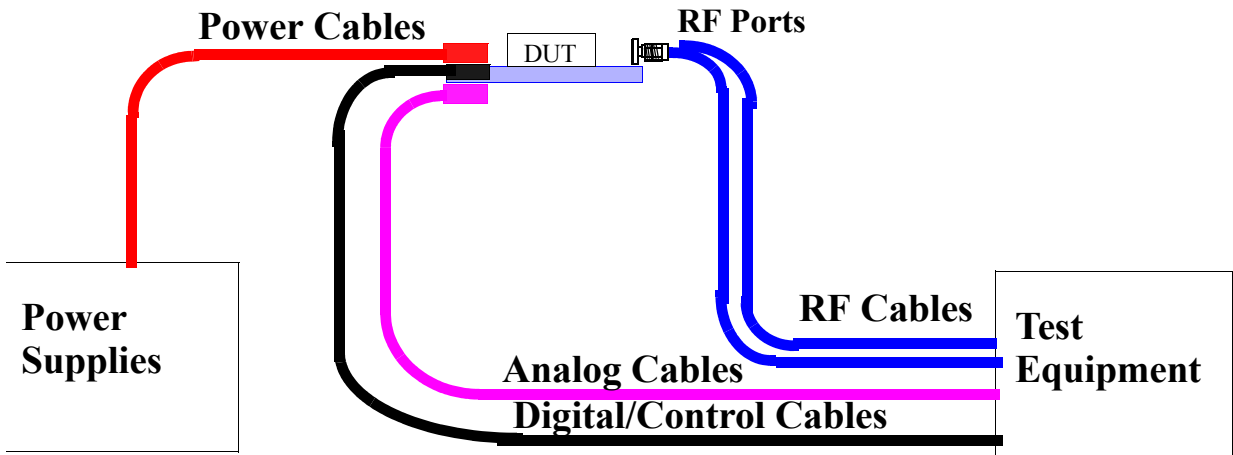 Power Cables
RF Ports
DUT
Power
Supplies
RF Cables
Test
Equipment
Analog Cables
Digital/Control Cables